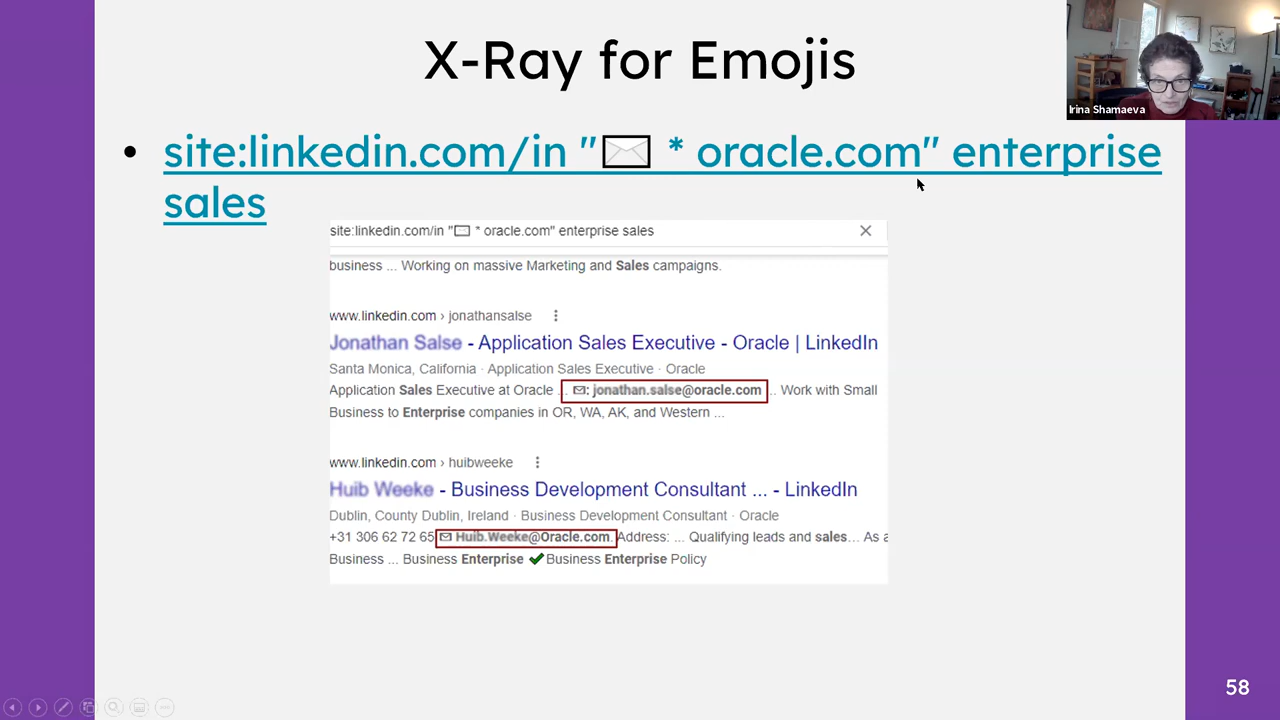 X-Ray for Emojis
Irina Shamaeva
• site:linkedin.com/in "✉ * oracle.com" enterprise
sales
site:linkedin.com/in "✉ * oracle.com" enterprise sales
business ... Working on massive Marketing and Sales campaigns.
www.linkedin.com › jonathansalse
Jonathan Salse - Application Sales Executive - Oracle | LinkedIn
Santa Monica, California · Application Sales Executive · Oracle
Application Sales Executive at Oracle ... ✉: jonathan.salse@oracle.com .. Work with Small
Business to Enterprise companies in OR, WA, AK, and Western ...
www.linkedin.com › huibweeke
Huib Weeke - Business Development Consultant ... - LinkedIn
Dublin, County Dublin, Ireland · Business Development Consultant · Oracle
+31 306 62 72 65 ✉ Huib.Weeke@Oracle.com. Address: ... Qualifying leads and sales... As a
Business ... Business Enterprise ✔Business Enterprise Policy
58